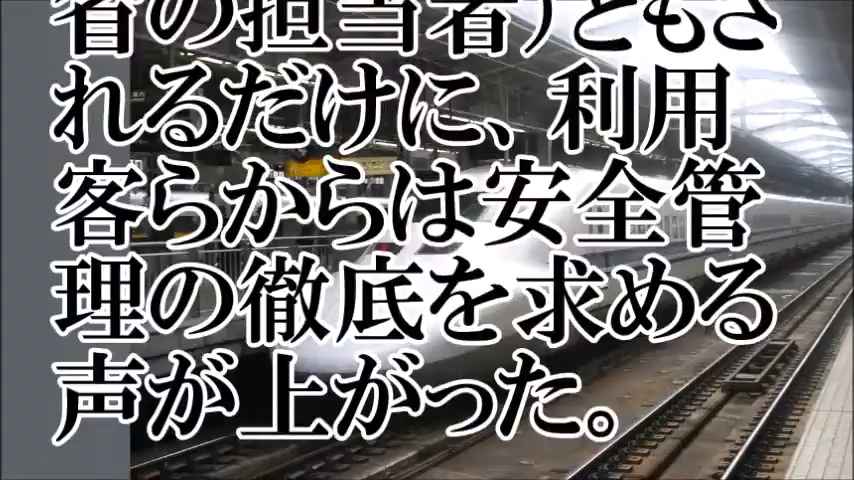 者の担当者)ともさ
れるだけに、利用
客らからは安全管
理の徹底を求める
声が上がった。